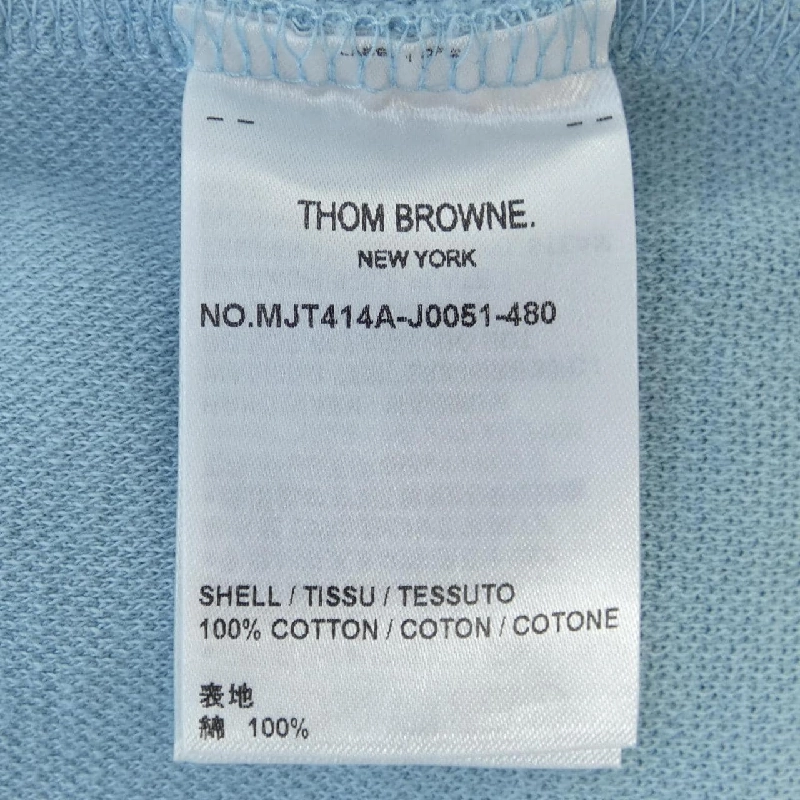 THOM BROWNE.
NEW YORK
NO.MJT414A-J0051-480
SHELL / TISSU / TESSUTO
100% COTTON / COTON / COTONE
表地
綿 100%